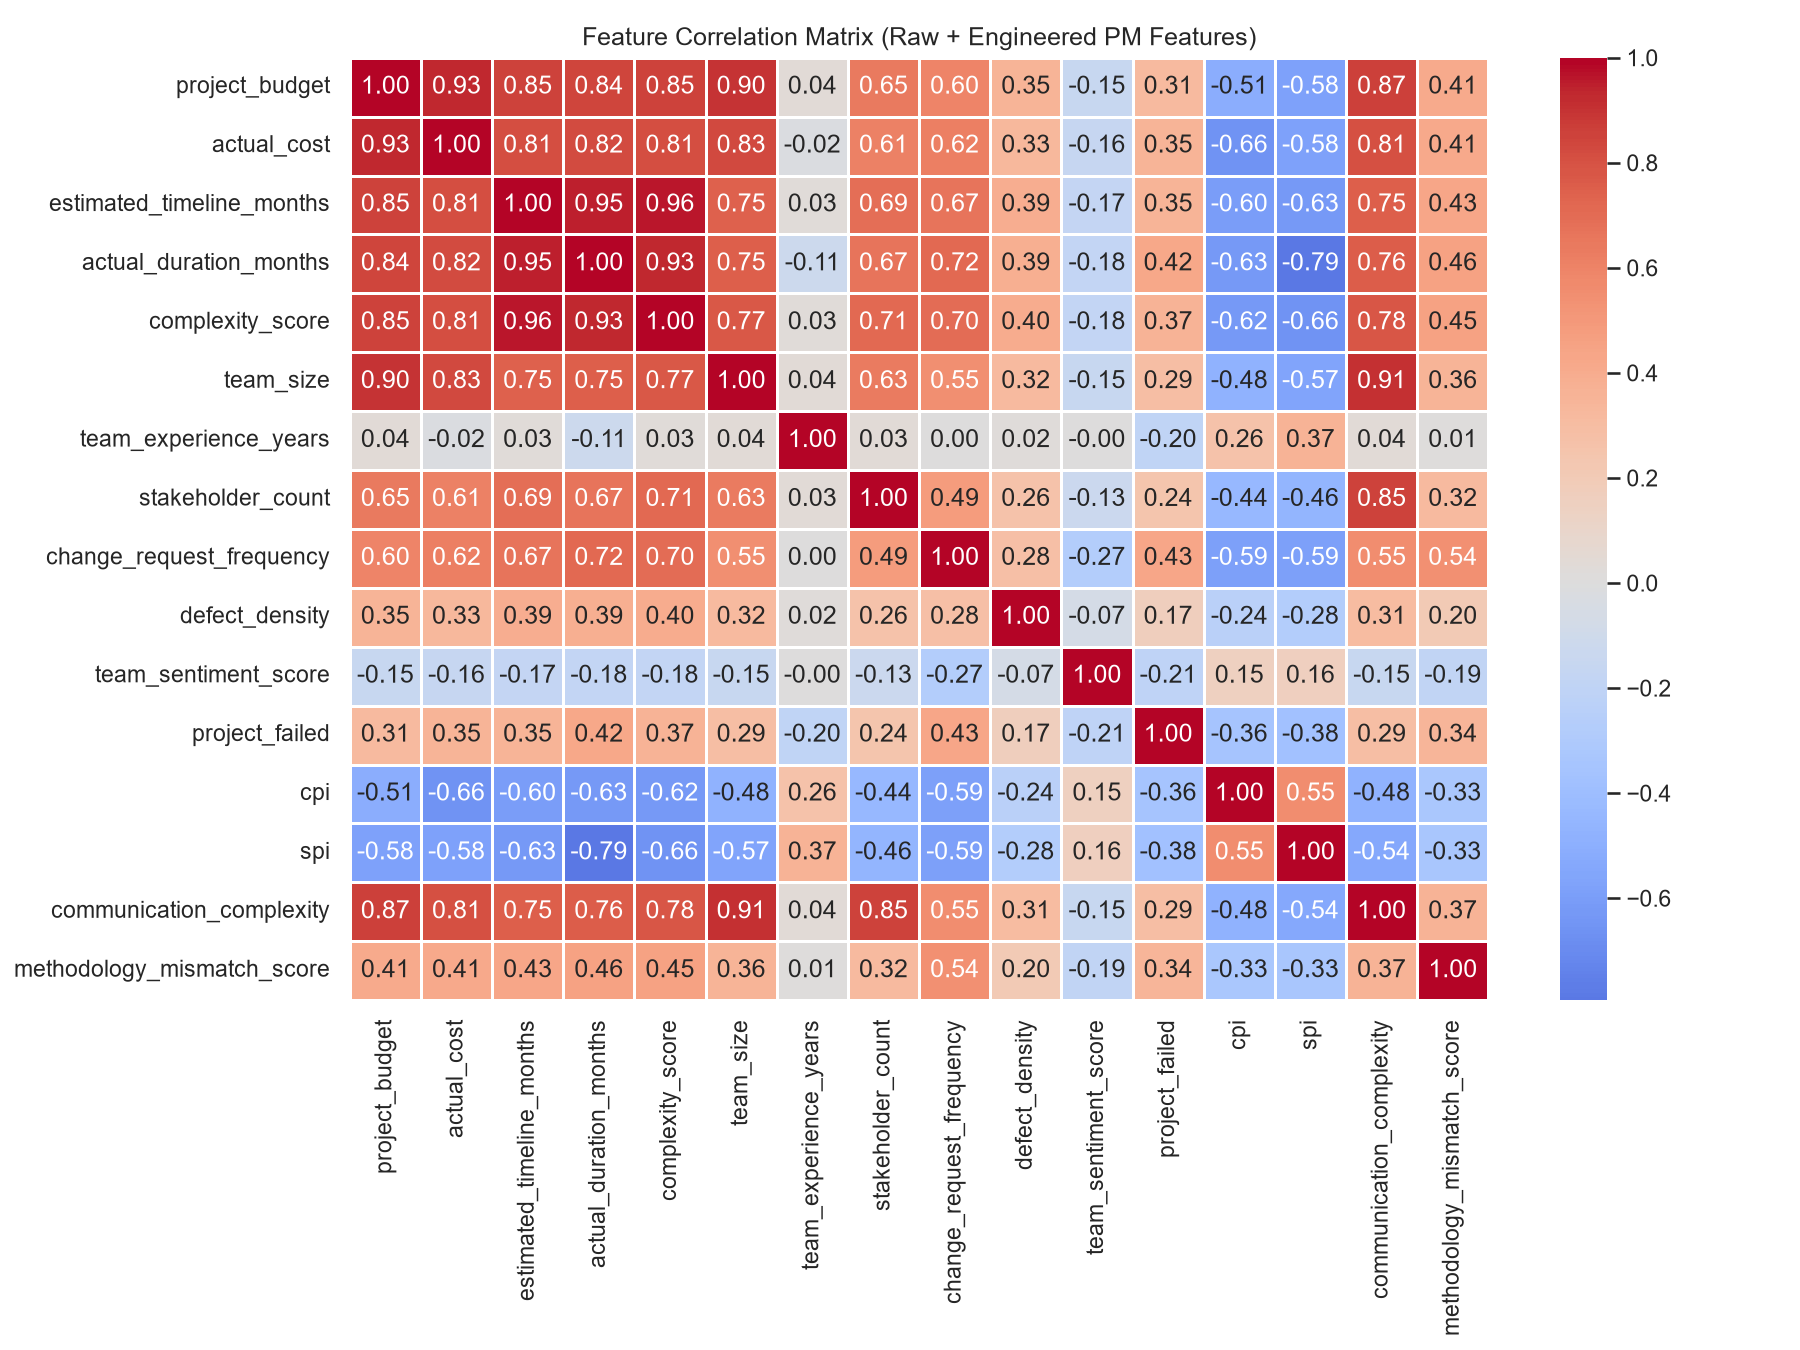 Feature Correlation Matrix (Raw + Engineered PM Features)
project_budget 1.00 0.93 0.85 0.84 0.85 0.90 0.04 0.65 0.60 0.35 -0.15 0.31 -0.51 -0.58 0.87 0.41
actual_cost 0.93 1.00 0.81 0.82 0.81 0.83 -0.02 0.61 0.62 0.33 -0.16 0.35 -0.66 -0.58 0.81 0.41
estimated_timeline_months 0.85 0.81 1.00 0.95 0.96 0.75 0.03 0.69 0.67 0.39 -0.17 0.35 -0.60 -0.63 0.75 0.43
actual_duration_months 0.84 0.82 0.95 1.00 0.93 0.75 -0.11 0.67 0.72 0.39 -0.18 0.42 -0.63 -0.79 0.76 0.46
complexity_score 0.85 0.81 0.96 0.93 1.00 0.77 0.03 0.71 0.70 0.40 -0.18 0.37 -0.62 -0.66 0.78 0.45
team_size 0.90 0.83 0.75 0.75 0.77 1.00 0.04 0.63 0.55 0.32 -0.15 0.29 -0.48 -0.57 0.91 0.36
team_experience_years 0.04 -0.02 0.03 -0.11 0.03 0.04 1.00 0.03 0.00 0.02 -0.00 -0.20 0.26 0.37 0.04 0.01
stakeholder_count 0.65 0.61 0.69 0.67 0.71 0.63 0.03 1.00 0.49 0.26 -0.13 0.24 -0.44 -0.46 0.85 0.32
change_request_frequency 0.60 0.62 0.67 0.72 0.70 0.55 0.00 0.49 1.00 0.28 -0.27 0.43 -0.59 -0.59 0.55 0.54
defect_density 0.35 0.33 0.39 0.39 0.40 0.32 0.02 0.26 0.28 1.00 -0.07 0.17 -0.24 -0.28 0.31 0.20
team_sentiment_score -0.15 -0.16 -0.17 -0.18 -0.18 -0.15 -0.00 -0.13 -0.27 -0.07 1.00 -0.21 0.15 0.16 -0.15 -0.19
project_failed 0.31 0.35 0.35 0.42 0.37 0.29 -0.20 0.24 0.43 0.17 -0.21 1.00 -0.36 -0.38 0.29 0.34
cpi -0.51 -0.66 -0.60 -0.63 -0.62 -0.48 0.26 -0.44 -0.59 -0.24 0.15 -0.36 1.00 0.55 -0.48 -0.33
spi -0.58 -0.58 -0.63 -0.79 -0.66 -0.57 0.37 -0.46 -0.59 -0.28 0.16 -0.38 0.55 1.00 -0.54 -0.33
communication_complexity 0.87 0.81 0.75 0.76 0.78 0.91 0.04 0.85 0.55 0.31 -0.15 0.29 -0.48 -0.54 1.00 0.37
methodology_mismatch_score 0.41 0.41 0.43 0.46 0.45 0.36 0.01 0.32 0.54 0.20 -0.19 0.34 -0.33 -0.33 0.37 1.00
project_budget
actual_cost
estimated_timeline_months
actual_duration_months
complexity_score
team_size
team_experience_years
stakeholder_count
change_request_frequency
defect_density
team_sentiment_score
project_failed
cpi
spi
communication_complexity
methodology_mismatch_score
1.0
0.8
0.6
0.4
0.2
0.0
−0.2
−0.4
−0.6